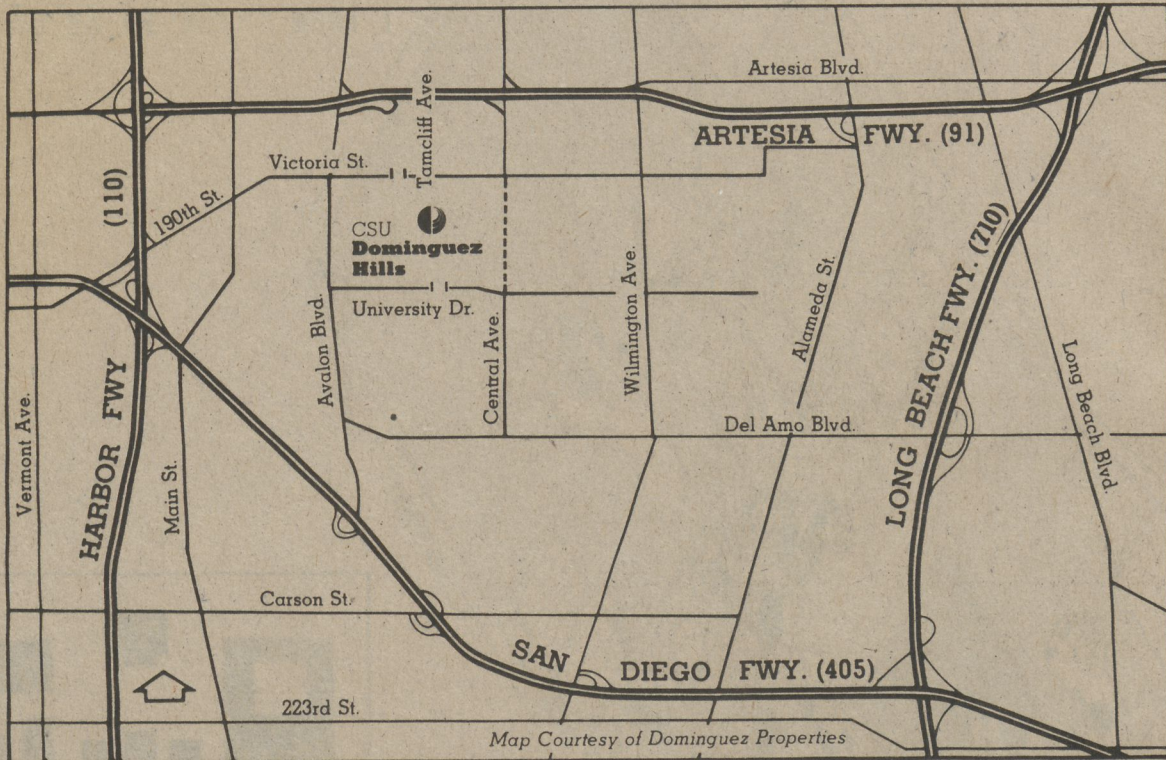 Artesia Blvd.
ARTESIA FWY. (91)
Tamcliff Ave.
Victoria St.
190th St.
(110)
CSU
Dominguez
Hills
University Dr.
Avalon Blvd.
Central Ave.
Wilmington Ave.
Alameda St.
LONG BEACH FWY. (710)
Long Beach Blvd.
Vermont Ave.
HARBOR FWY
Main St.
Del Amo Blvd.
Carson St.
SAN DIEGO FWY. (405)
223rd St.
Map Courtesy of Dominguez Properties